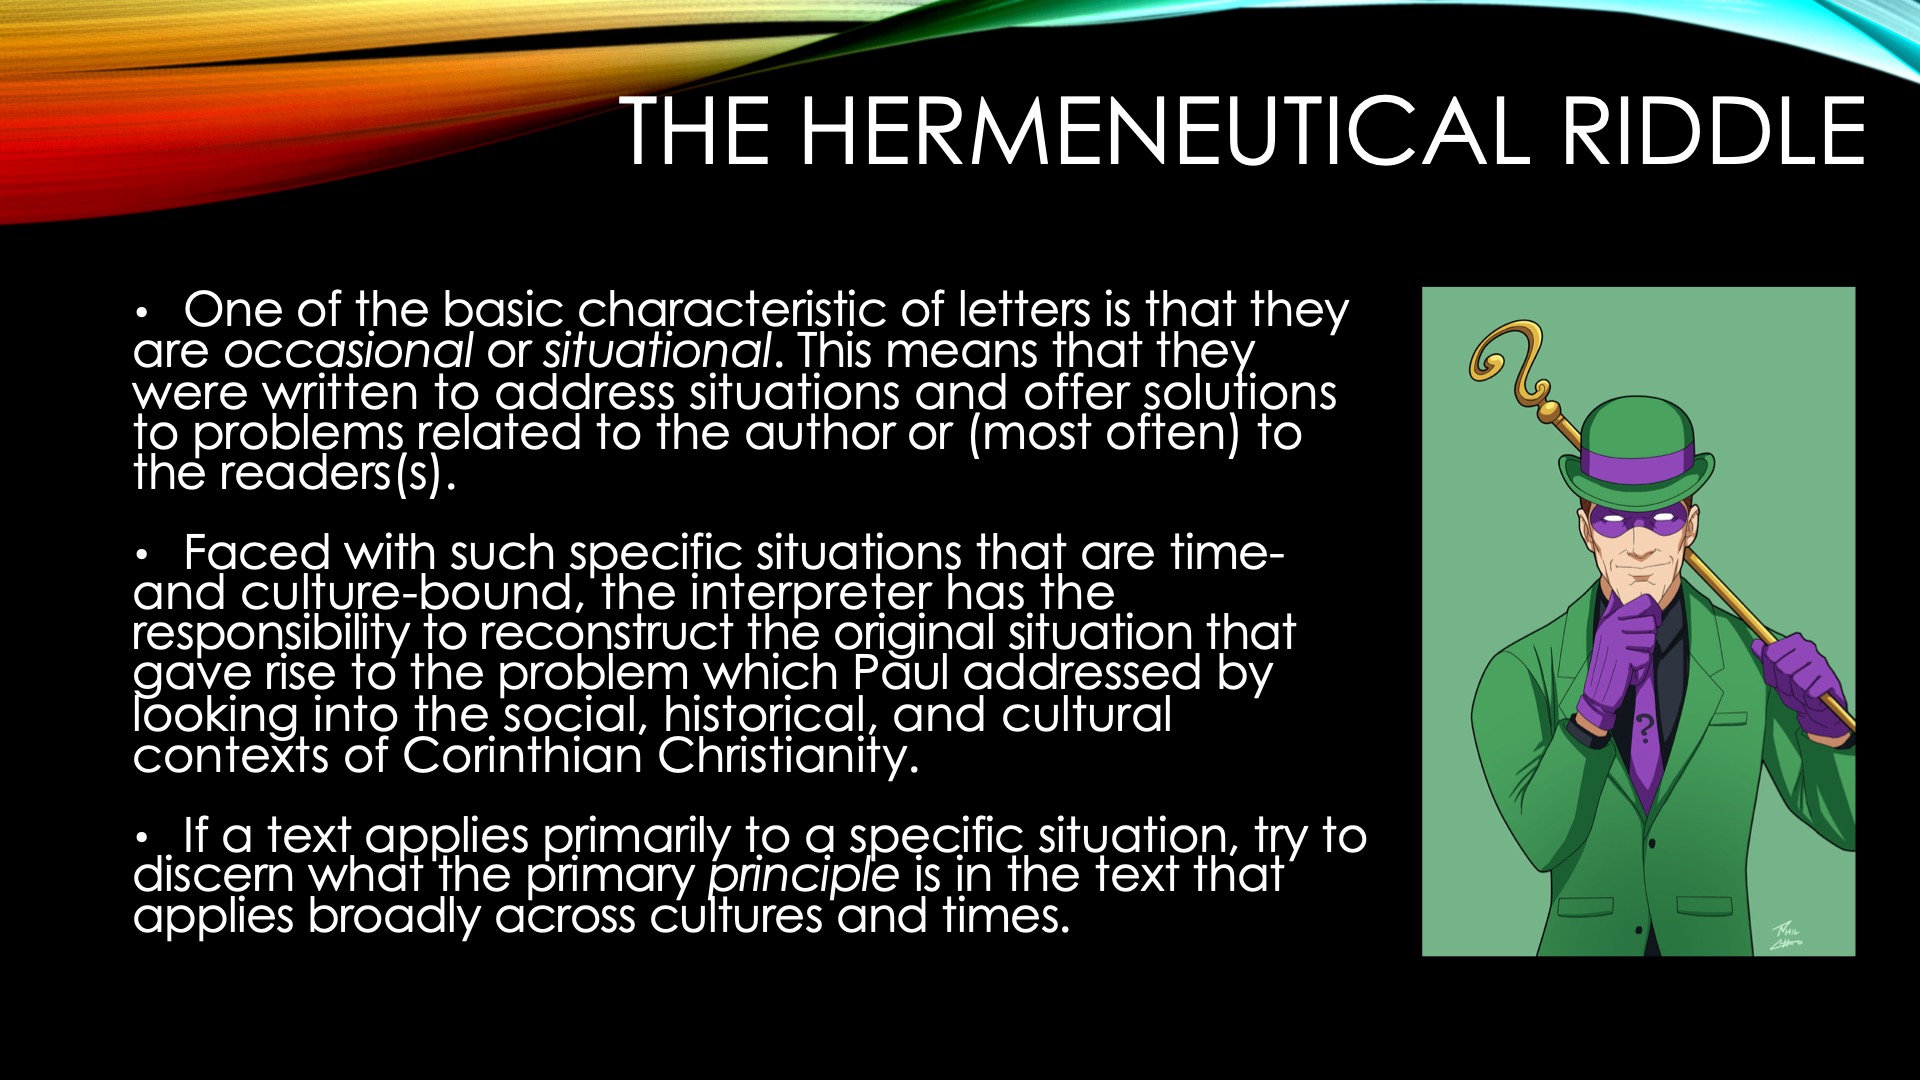 THE HERMENEUTICAL RIDDLE
• One of the basic characteristic of letters is that they
are occasional or situational. This means that they
were written to address situations and offer solutions
to problems related to the author or (most often) to
the readers(s).
• Faced with such specific situations that are time-
and culture-bound, the interpreter has the
responsibility to reconstruct the original situation that
gave rise to the problem which Paul addressed by
looking into the social, historical, and cultural
contexts of Corinthian Christianity.
• If a text applies primarily to a specific situation, try to
discern what the primary principle is in the text that
applies broadly across cultures and times.
?